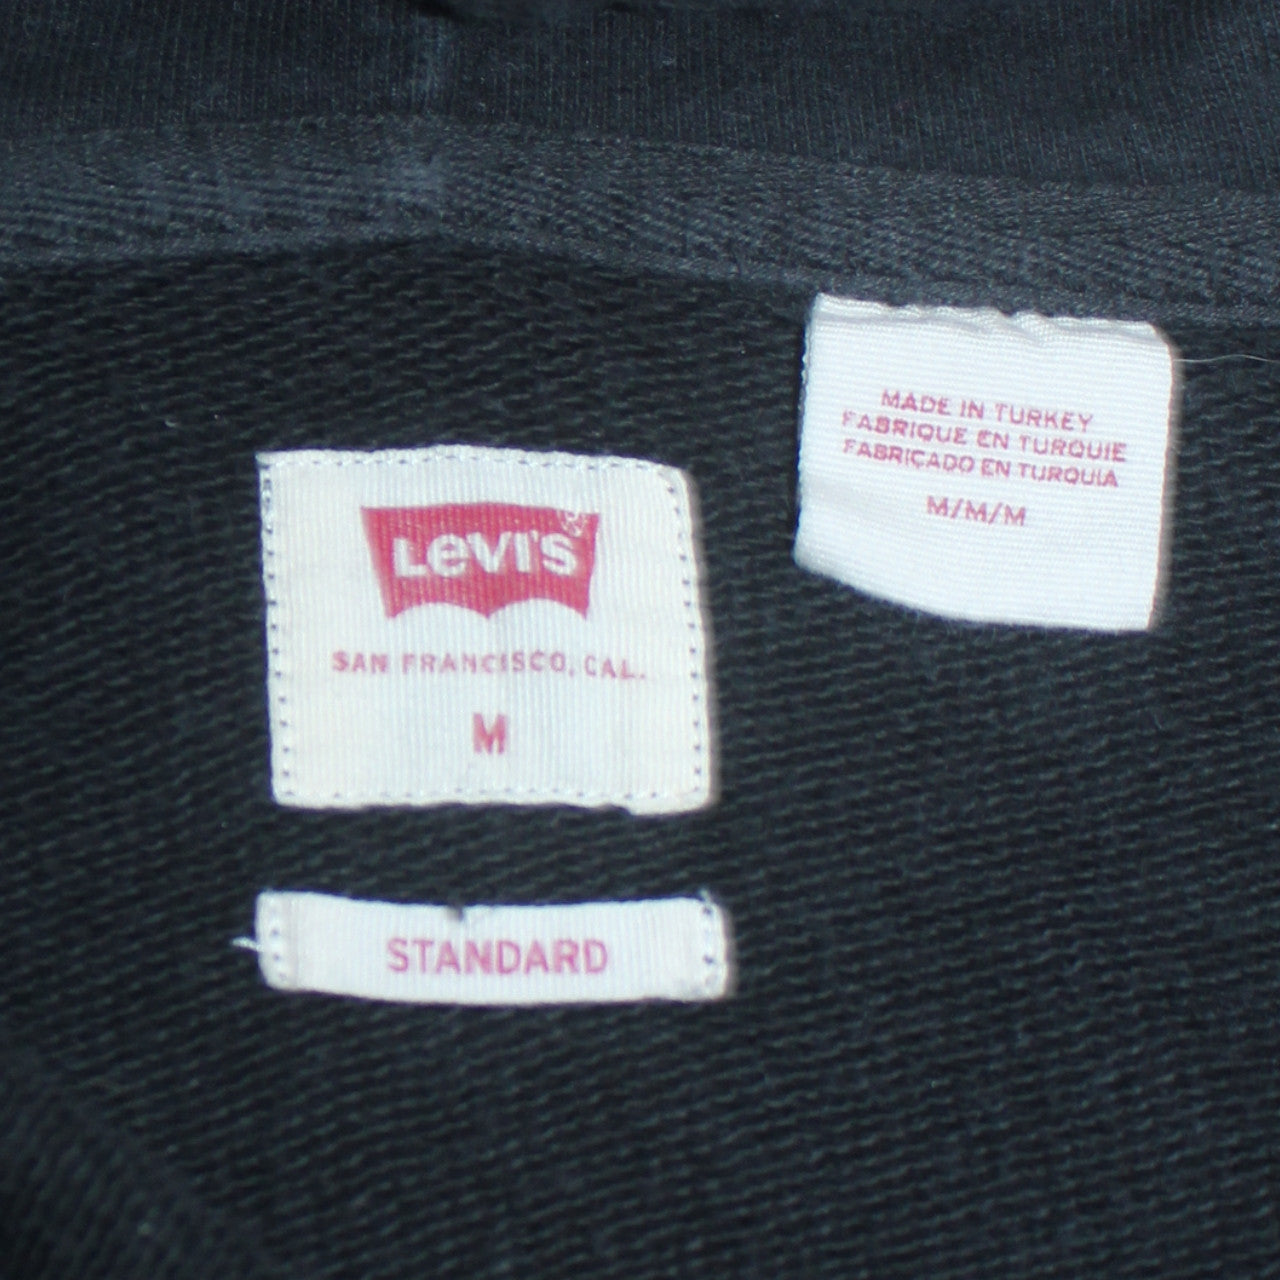 LEVI'S®
SAN FRANCISCO, CAL.
M
STANDARD
MADE IN TURKEY
FABRIQUE EN TURQUIE
FABRICADO EN TURQUIA
M/M/M